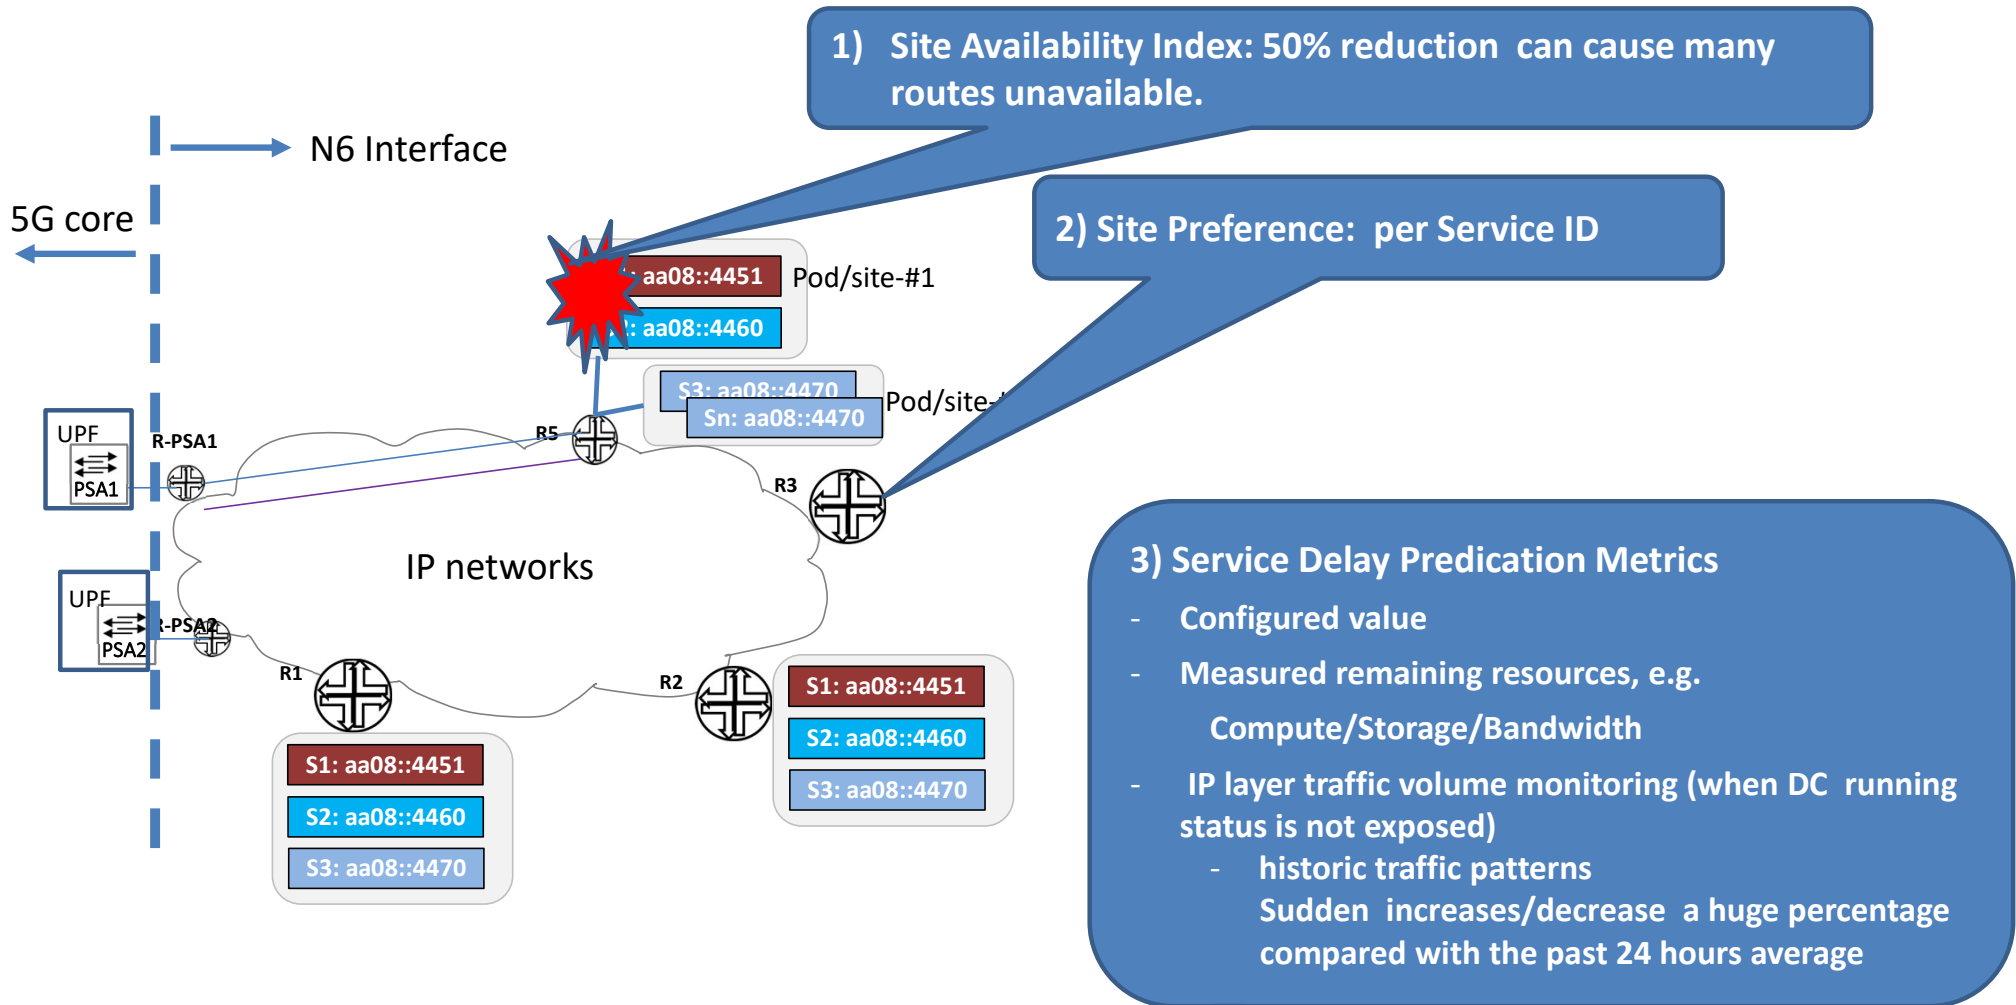 1) Site Availability Index: 50% reduction can cause many
routes unavailable.
N6 Interface
5G core
2) Site Preference: per Service ID
: aa08::4451
Pod/site-#1
2: aa08::4460
S3: aa08::4470
Sn: aa08::4470
Pod/site-
UPF
PSA1
R-PSA1
R5
R3
IP networks
UPF
PSA2
R-PSA2
R1
R2
S1: aa08::4451
S2: aa08::4460
S3: aa08::4470
S1: aa08::4451
S2: aa08::4460
S3: aa08::4470
3) Service Delay Predication Metrics
- Configured value
- Measured remaining resources, e.g.
Compute/Storage/Bandwidth
- IP layer traffic volume monitoring (when DC running
status is not exposed)
- historic traffic patterns
Sudden increases/decrease a huge percentage
compared with the past 24 hours average